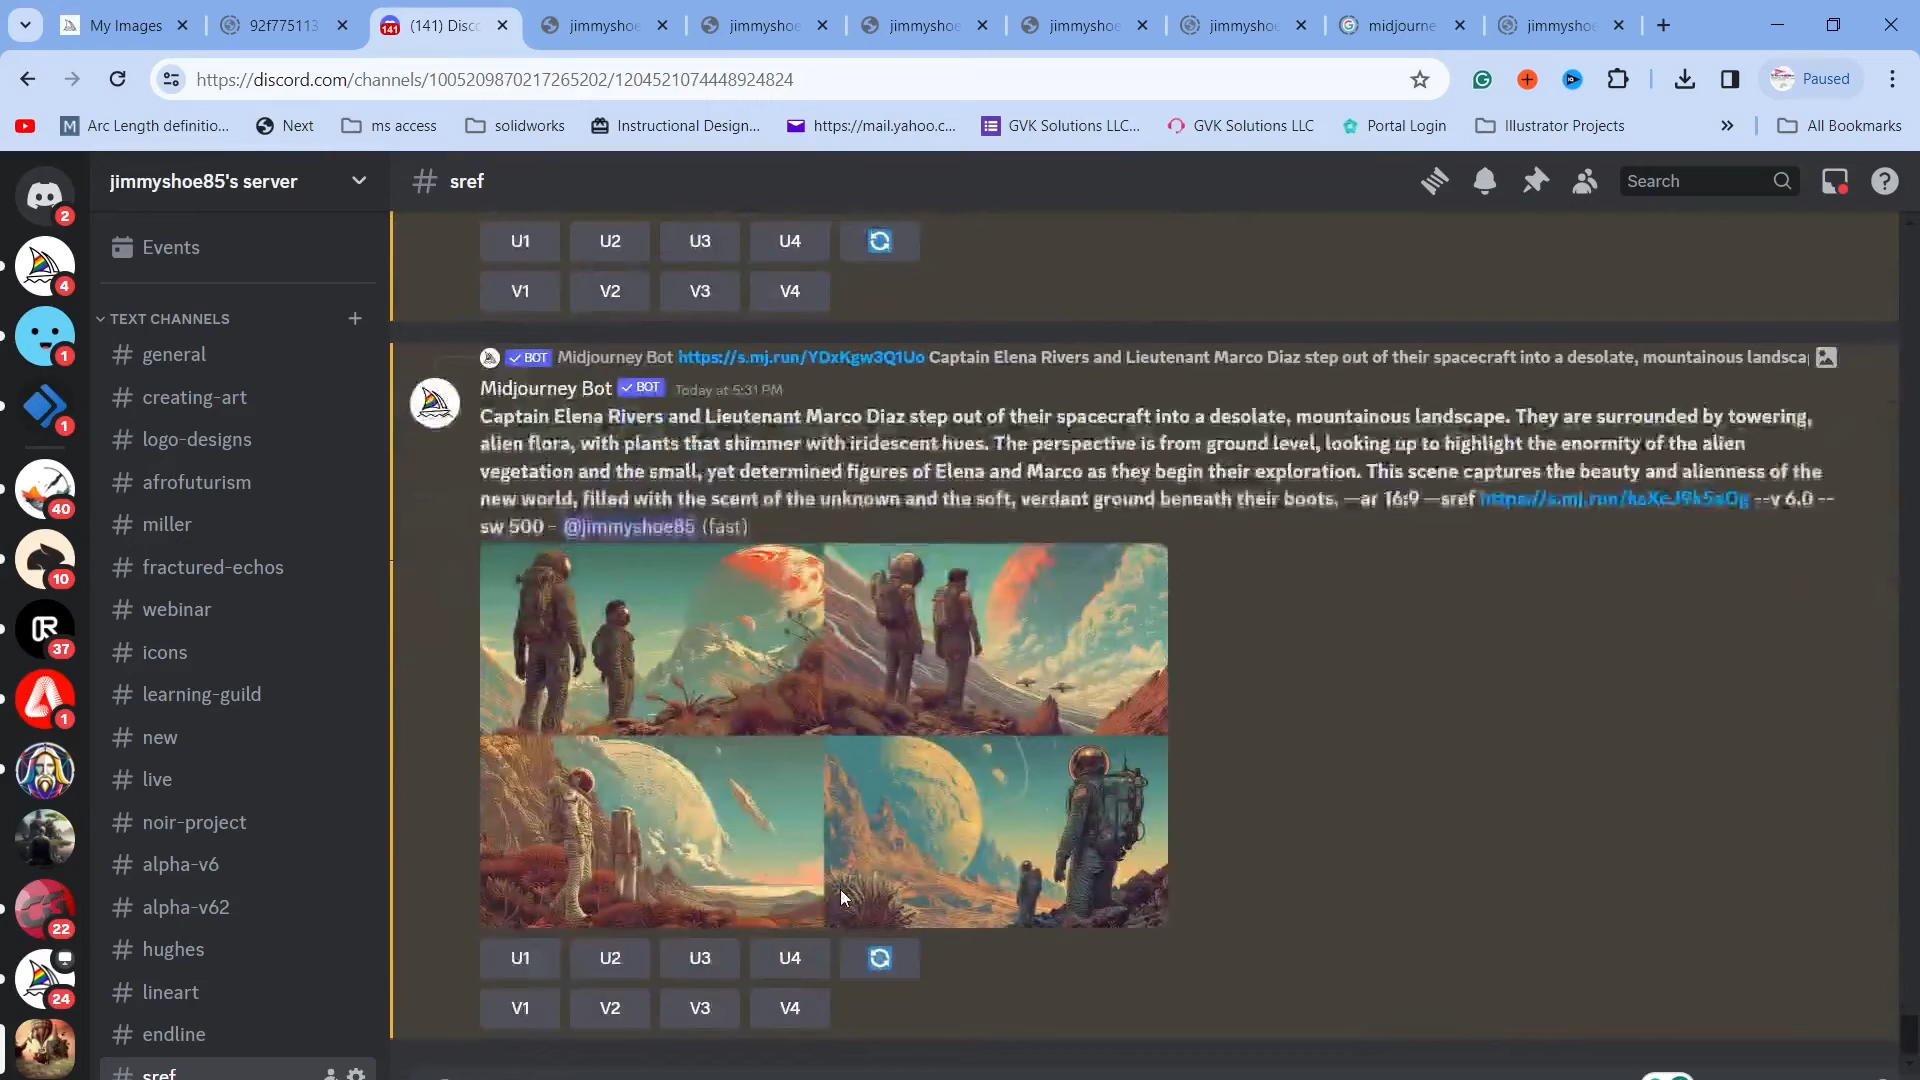 My Images
92f775113
(141) Disc
jimmyshoe
jimmyshoe
jimmyshoe
jimmyshoe
jimmyshoe
midjourne
jimmyshoe
https://discord.com/channels/1005209870217265202/1204521074448924824
Paused
Arc Length definitio...
Next
ms access
solidworks
Instructional Design...
https://mail.yahoo.c...
GVK Solutions LLC...
GVK Solutions LLC
Portal Login
Illustrator Projects
»
All Bookmarks
jimmyshoe85's server
# sref
Search
Events
TEXT CHANNELS
# general
# creating-art
# logo-designs
# afrofuturism
# miller
# fractured-echos
# webinar
# icons
# learning-guild
# new
# live
# noir-project
# alpha-v6
# alpha-v62
# hughes
# lineart
# endline
# sref
2
4
1
1
40
10
37
1
22
24
U1 U2 U3 U4
V1 V2 V3 V4
BOT Midjourney Bot https://s.mj.run/YDxKgw3Q1Uo Captain Elena Rivers and Lieutenant Marco Diaz step out of their spacecraft into a desolate, mountainous landsca
Midjourney Bot BOT Today at 5:31 PM
Captain Elena Rivers and Lieutenant Marco Diaz step out of their spacecraft into a desolate, mountainous landscape. They are surrounded by towering,
alien flora, with plants that shimmer with iridescent hues. The perspective is from ground level, looking up to highlight the enormity of the alien
vegetation and the small, yet determined figures of Elena and Marco as they begin their exploration. This scene captures the beauty and alienness of the
new world, filled with the scent of the unknown and the soft, verdant ground beneath their boots. —ar 16:9 —sref --v 6.0 --
sw 500 - @jimmyshoe85 (fast)
U1 U2 U3 U4
V1 V2 V3 V4